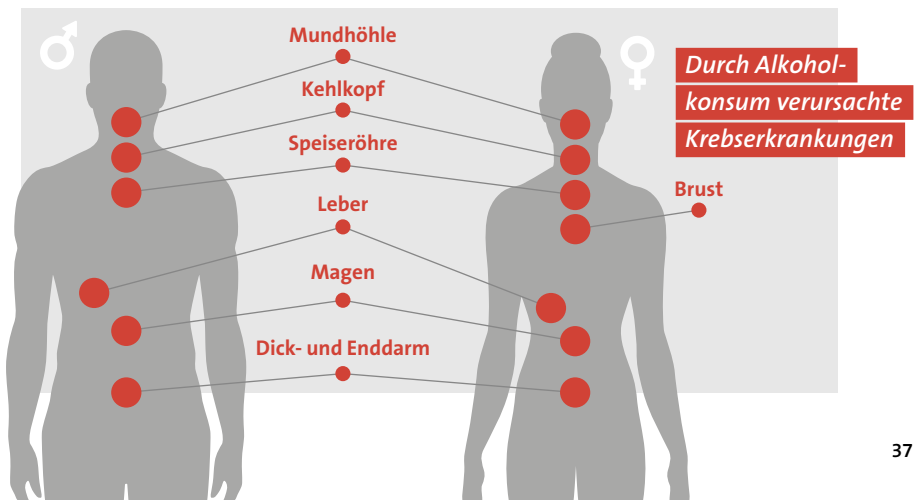 Mundhöhle
Kehlkopf
Speiseröhre
Leber
Magen
Dick- und Enddarm
Durch Alkohol-
konsum verursachte
Krebserkrankungen
Brust
37